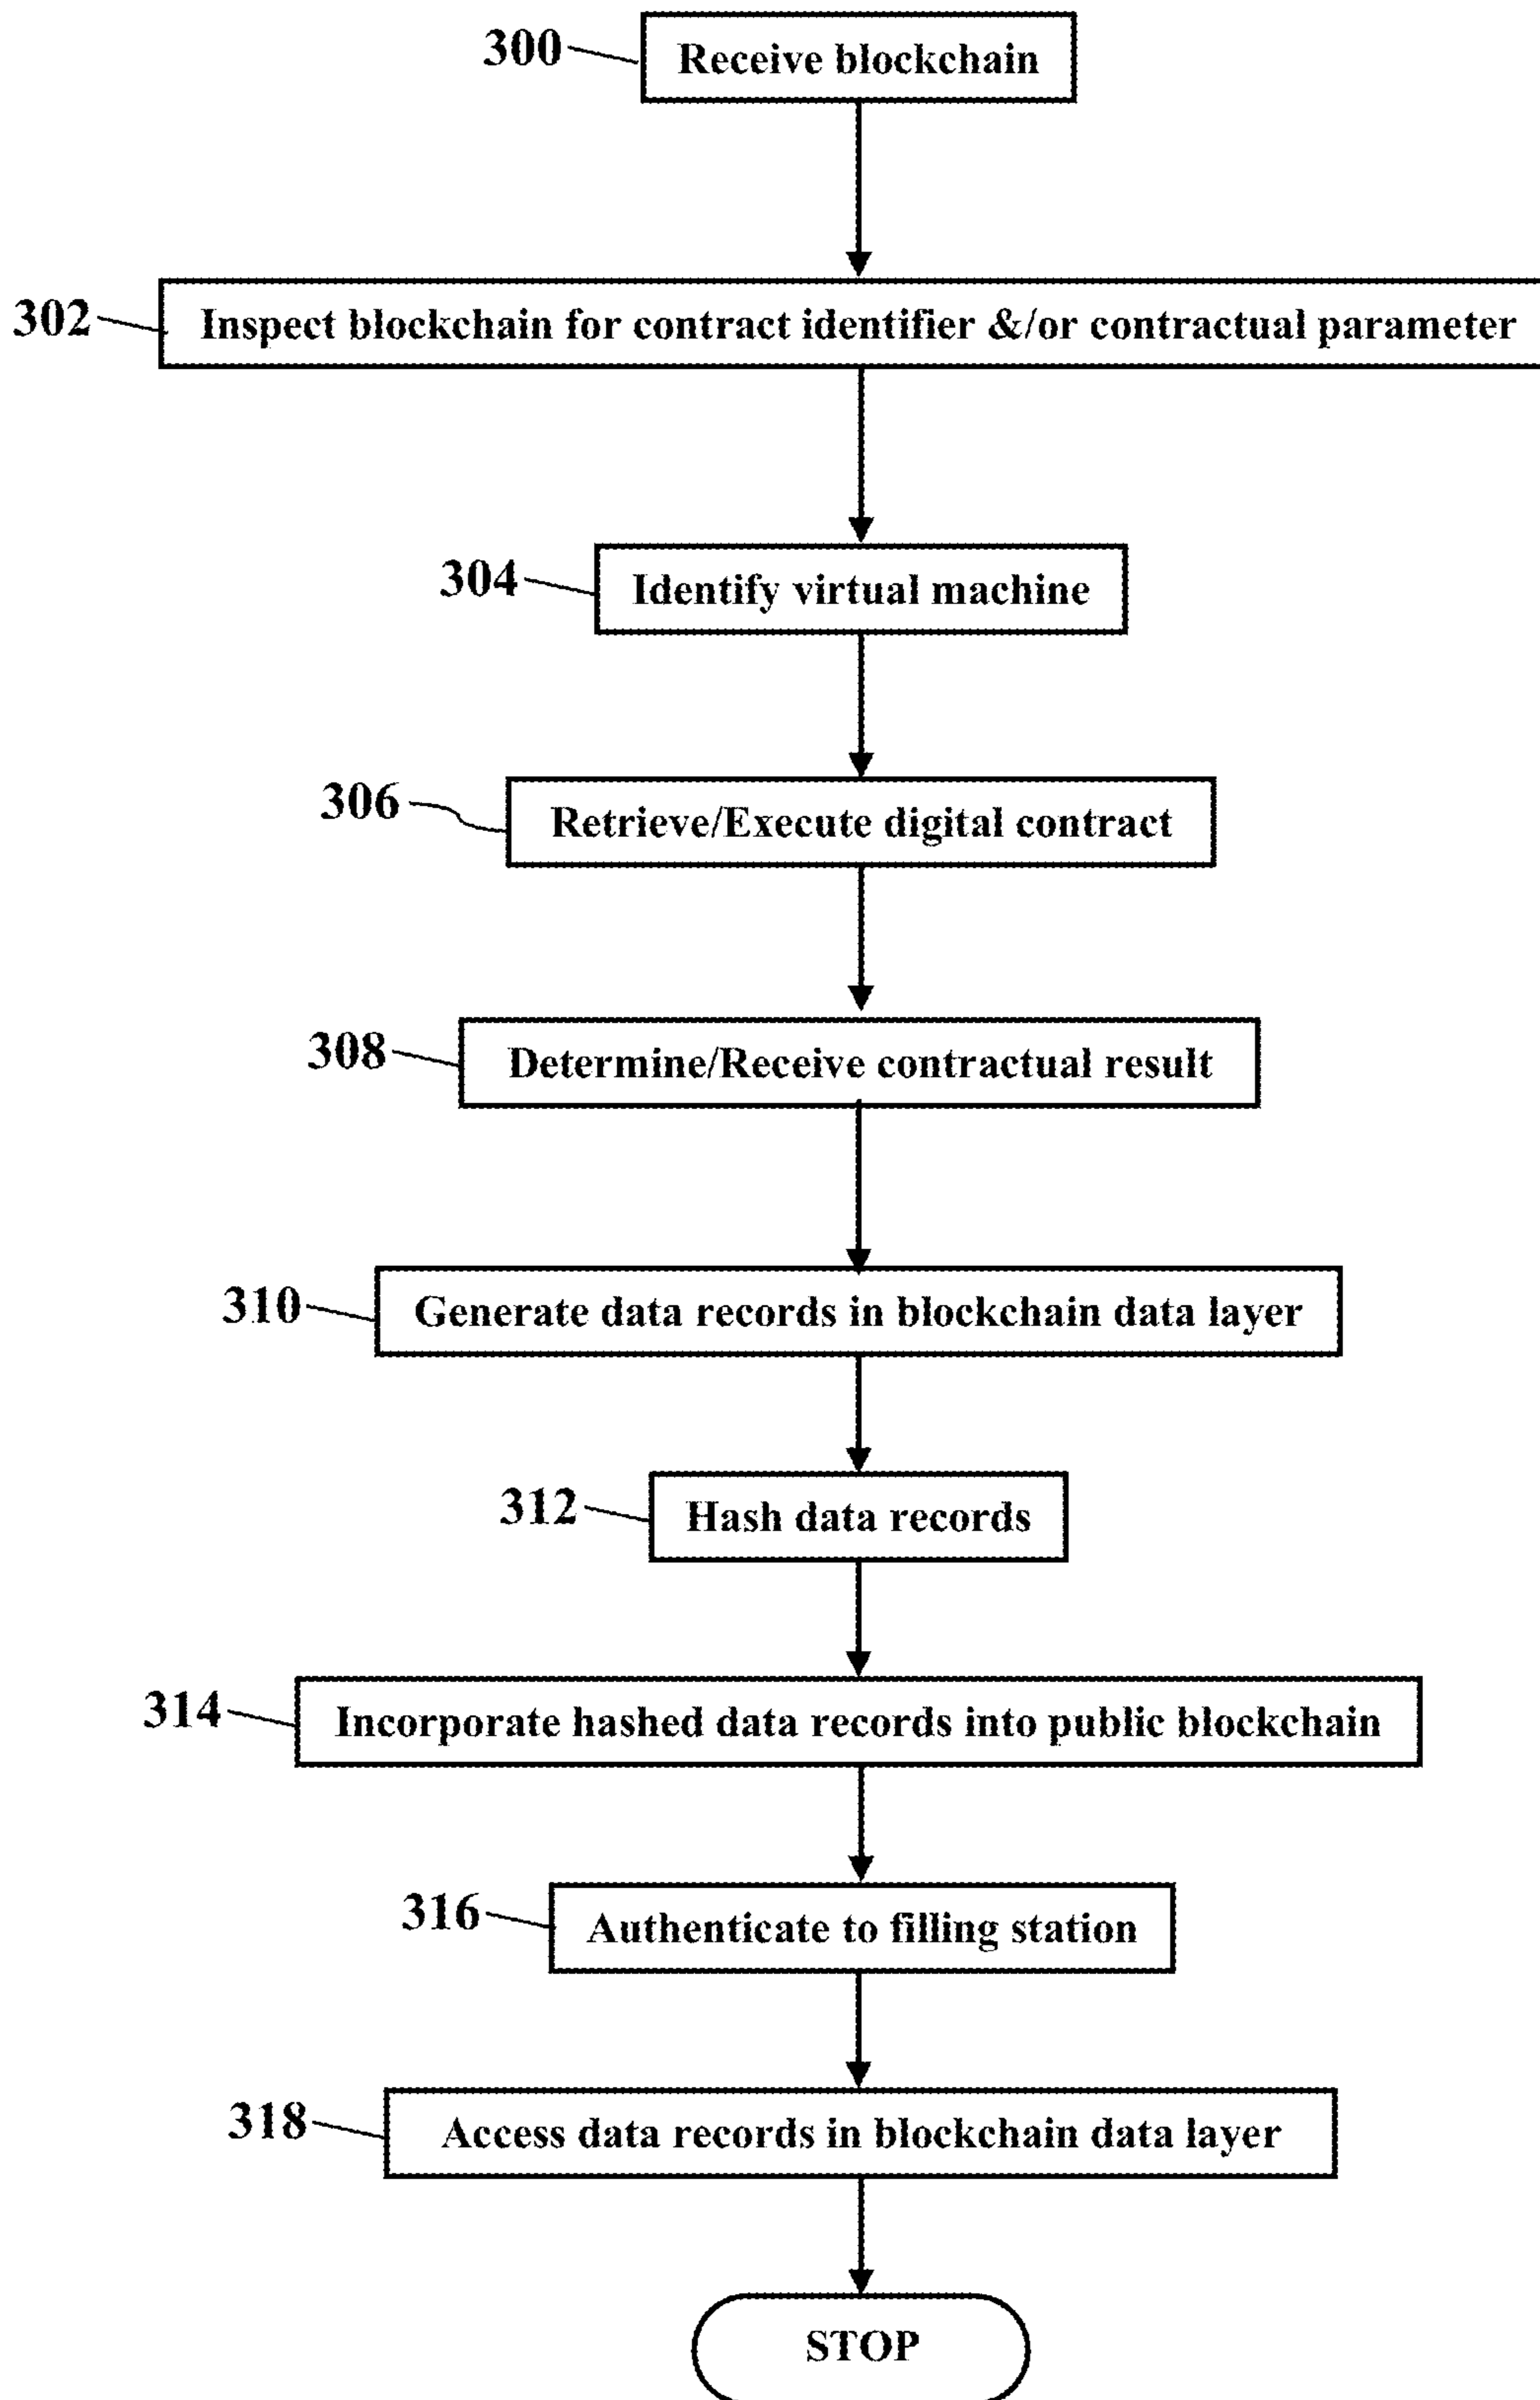 300 Receive blockchain
302 Inspect blockchain for contract identifier &/or contractual parameter
304 Identify virtual machine
306 Retrieve/Execute digital contract
308 Determine/Receive contractual result
310 Generate data records in blockchain data layer
312 Hash data records
314 Incorporate hashed data records into public blockchain
316 Authenticate to filling station
318 Access data records in blockchain data layer
STOP